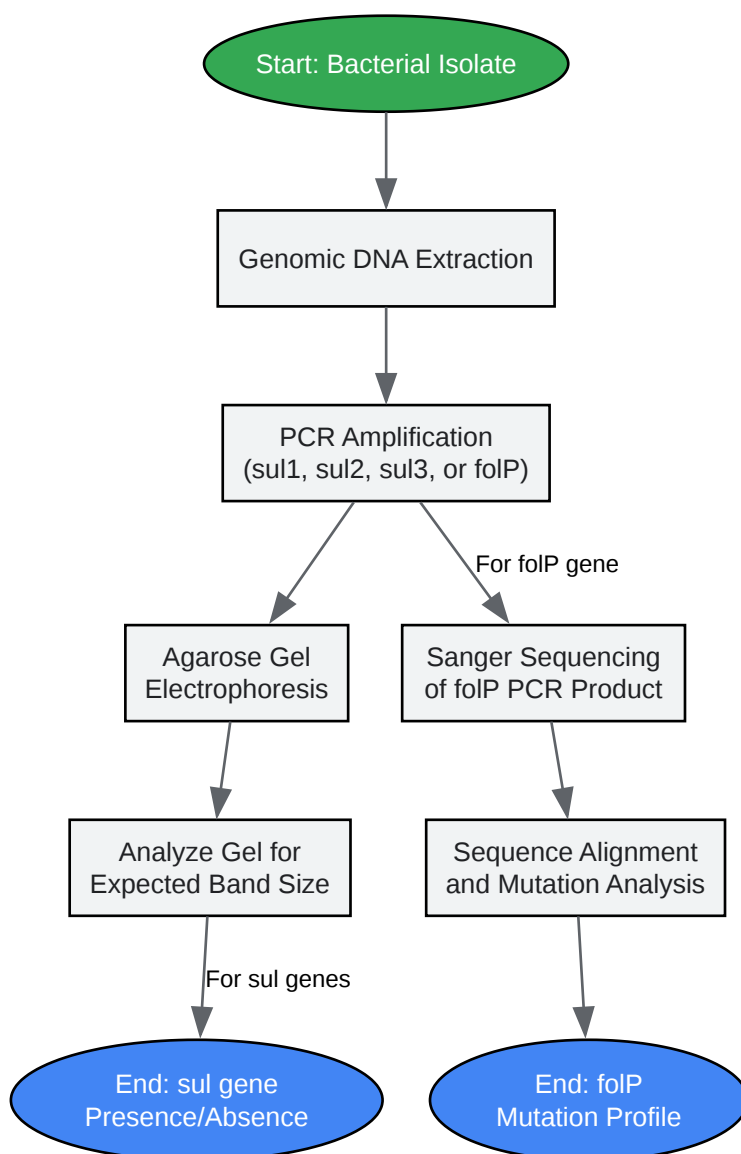 Start: Bacterial Isolate
Genomic DNA Extraction
PCR Amplification
(sul1, sul2, sul3, or folP)
For folP gene
Agarose Gel
Electrophoresis
Sanger Sequencing
of folP PCR Product
Analyze Gel for
Expected Band Size
Sequence Alignment
and Mutation Analysis
For sul genes
End: sul gene
Presence/Absence
End: folP
Mutation Profile